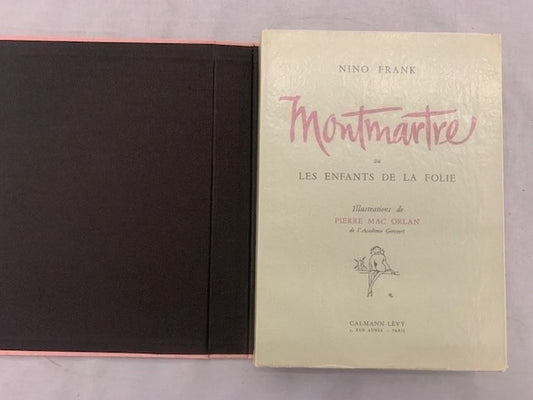 NINO FRANK
Montmartre
ou
LES ENFANTS DE LA FOLIE
Illustrations de
PIERRE MAC ORLAN
de l'Académie Goncourt
CALMANN-LÉVY
3, RUE AUBER - PARIS